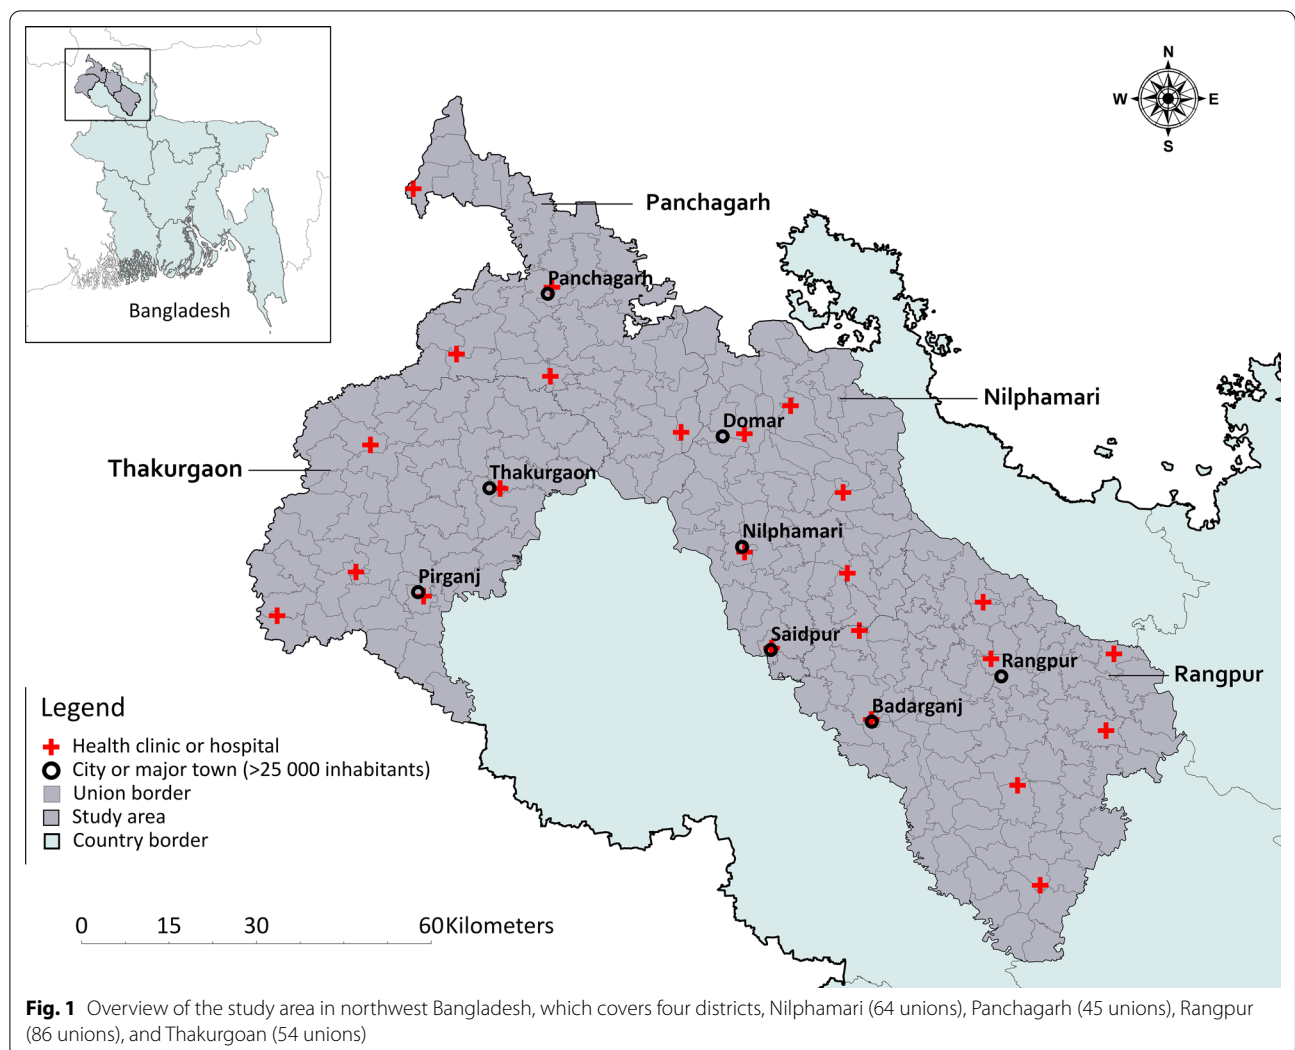 N
W
E
S
Bangladesh
Panchagarh
Panchagarh
Nilphamari
Domar
Thakurgaon
Thakurgaon
Nilphamari
Pirganj
Saidpur
Rangpur
Rangpur
Badarganj
Legend
Health clinic or hospital
City or major town (>25 000 inhabitants)
Union border
Study area
Country border
0 15 30 60Kilometers
Fig. 1 Overview of the study area in northwest Bangladesh, which covers four districts, Nilphamari (64 unions), Panchagarh (45 unions), Rangpur
(86 unions), and Thakurgoan (54 unions)